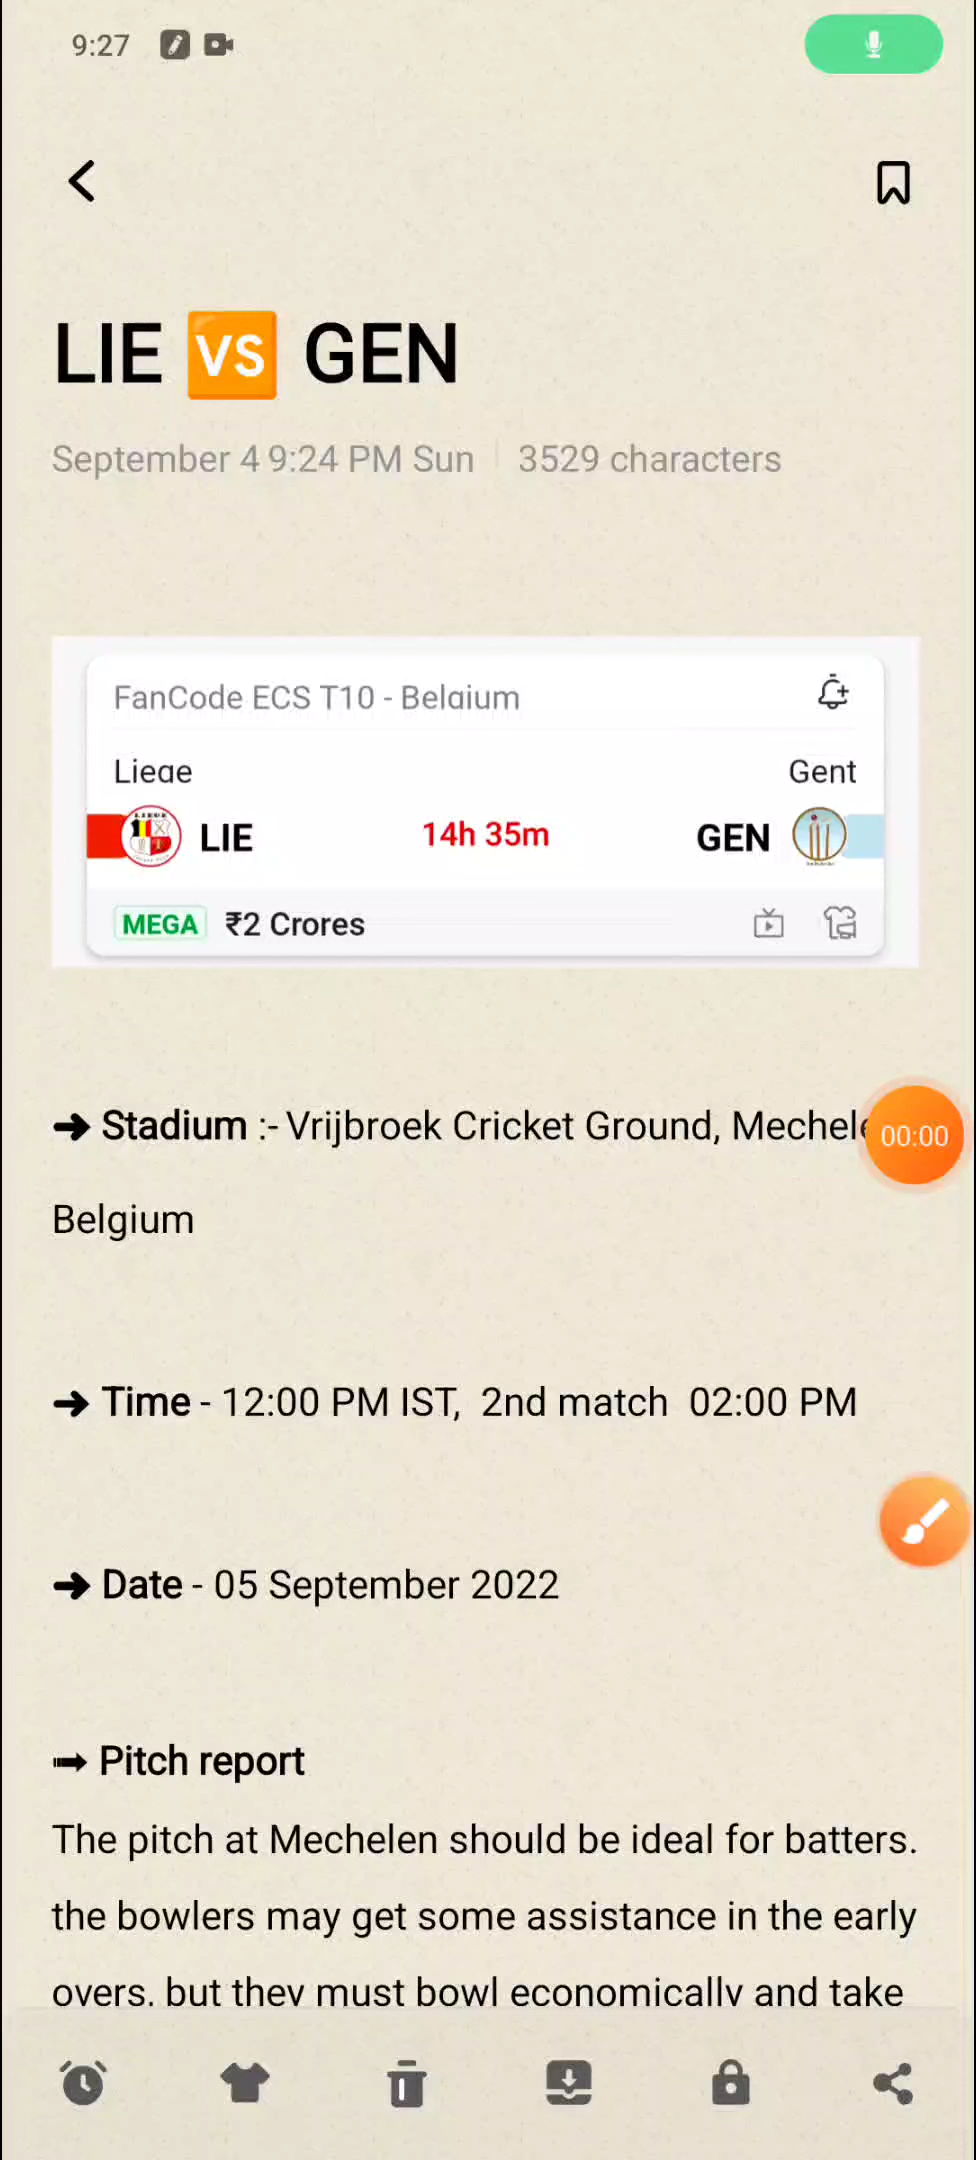 9:27
LIE VS GEN
September 4 9:24 PM Sun | 3529 characters
FanCode ECS T10 - Belgium
Liege Gent
LIE 14h 35m GEN
MEGA ₹2 Crores
➔ Stadium :- Vrijbroek Cricket Ground, Mechele
00:00
Belgium
➔ Time - 12:00 PM IST, 2nd match 02:00 PM
➔ Date - 05 September 2022
➟ Pitch report
The pitch at Mechelen should be ideal for batters.
the bowlers may get some assistance in the early
overs. but they must bowl economically and take